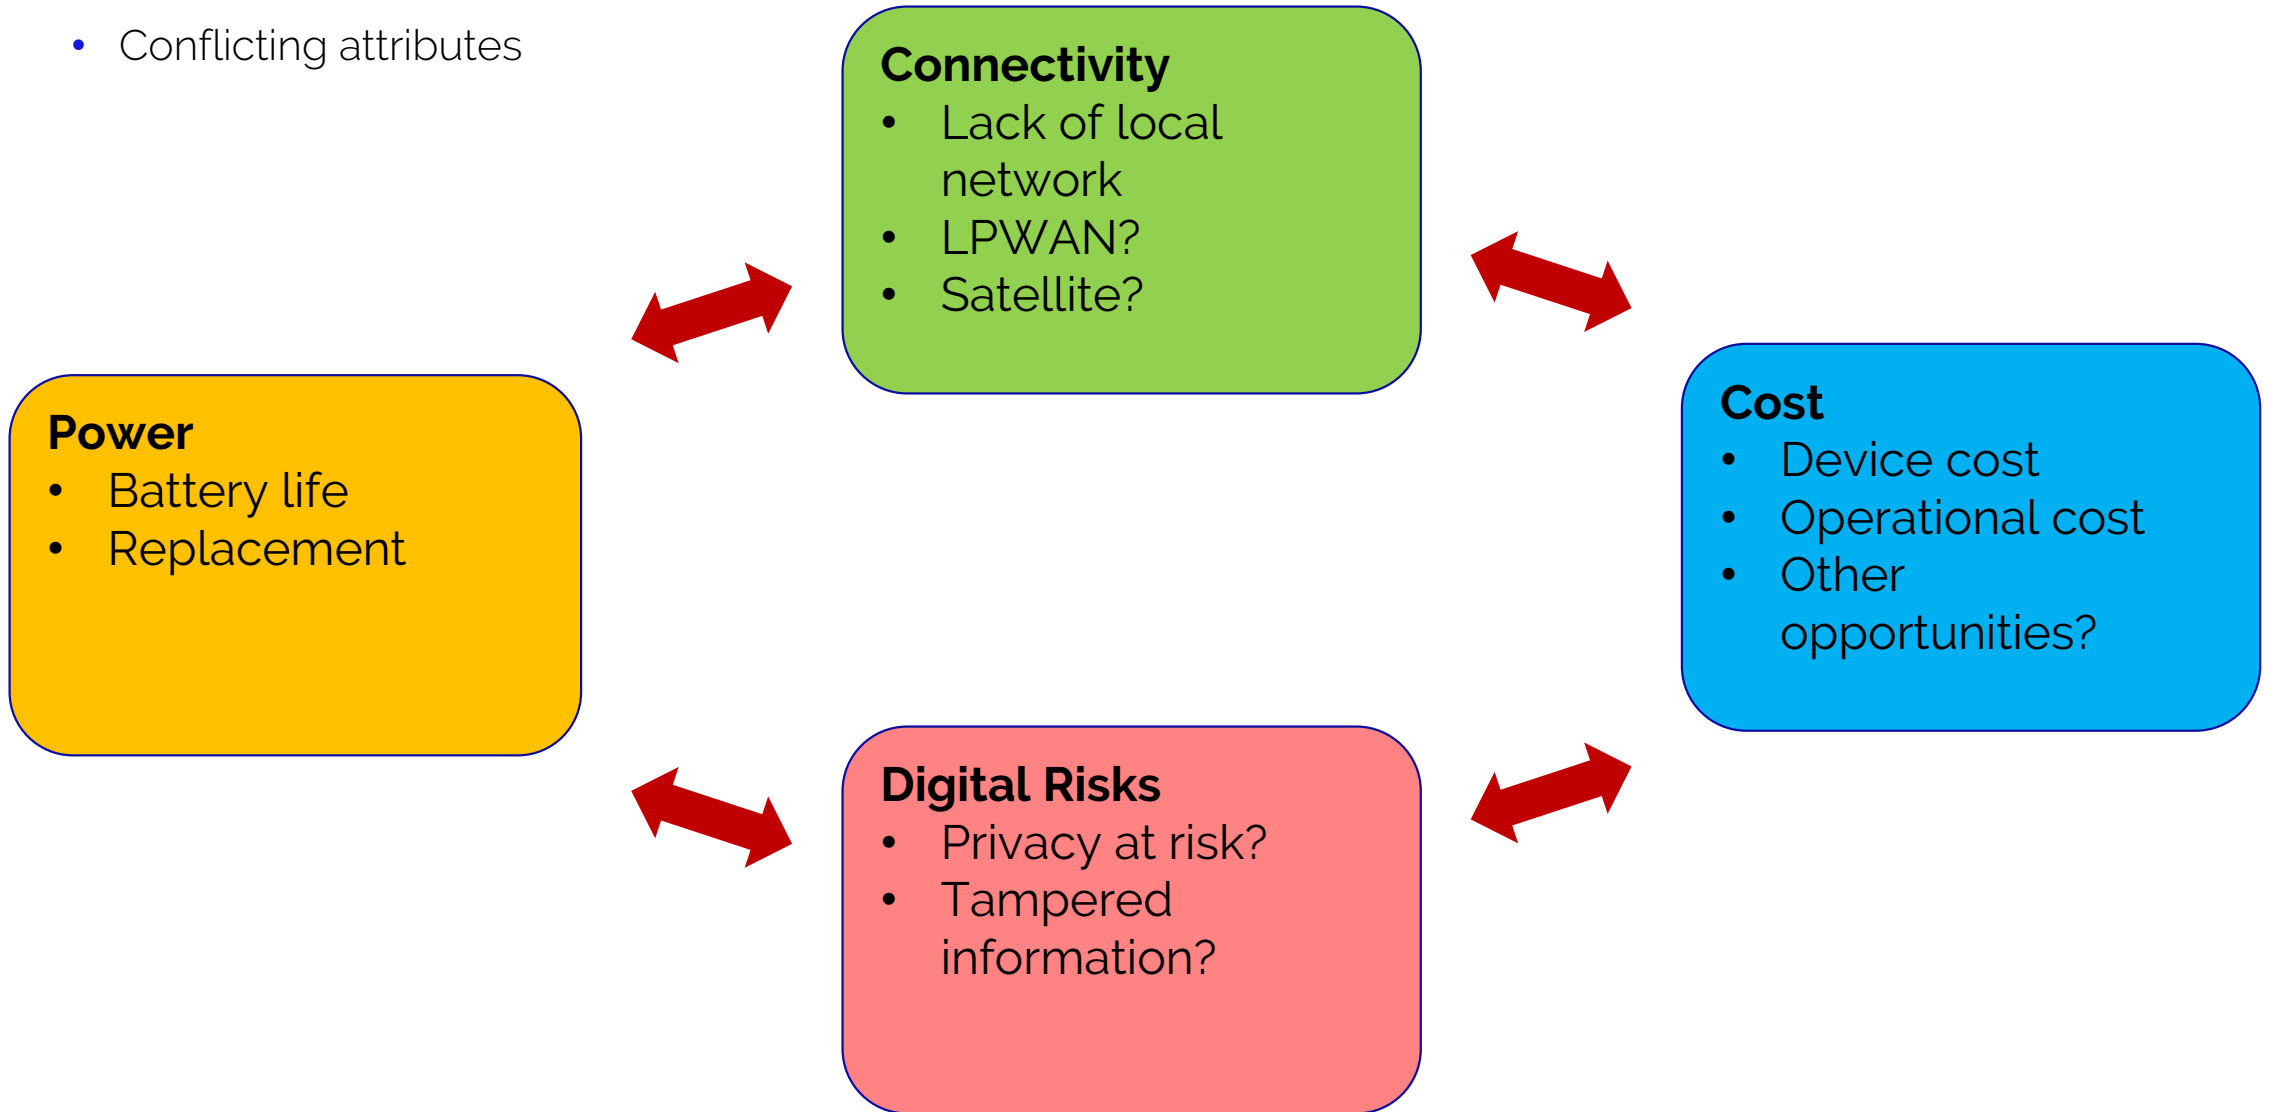 • Conflicting attributes
Connectivity
• Lack of local
network
• LPWAN?
• Satellite?
Power
• Battery life
• Replacement
Cost
• Device cost
• Operational cost
• Other
opportunities?
Digital Risks
• Privacy at risk?
• Tampered
information?